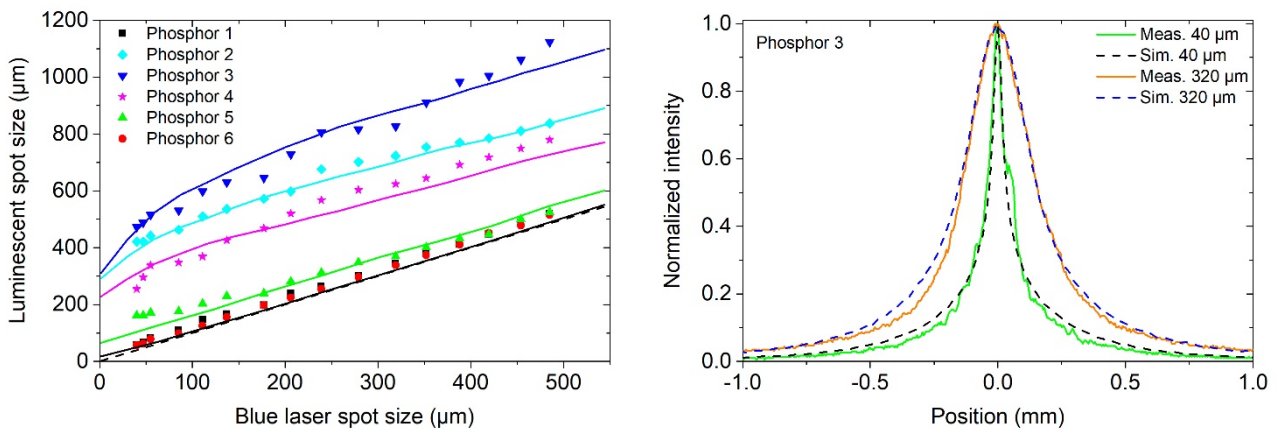 1200
1000
800
600
400
200
0
Luminescent spot size (µm)
Phosphor 1
Phosphor 2
Phosphor 3
Phosphor 4
Phosphor 5
Phosphor 6
0 100 200 300 400 500
Blue laser spot size (µm)
1.0
0.8
0.6
0.4
0.2
0.0
Normalized intensity
Phosphor 3
Meas. 40 µm
Sim. 40 µm
Meas. 320 µm
Sim. 320 µm
-1.0 -0.5 0.0 0.5 1.0
Position (mm)